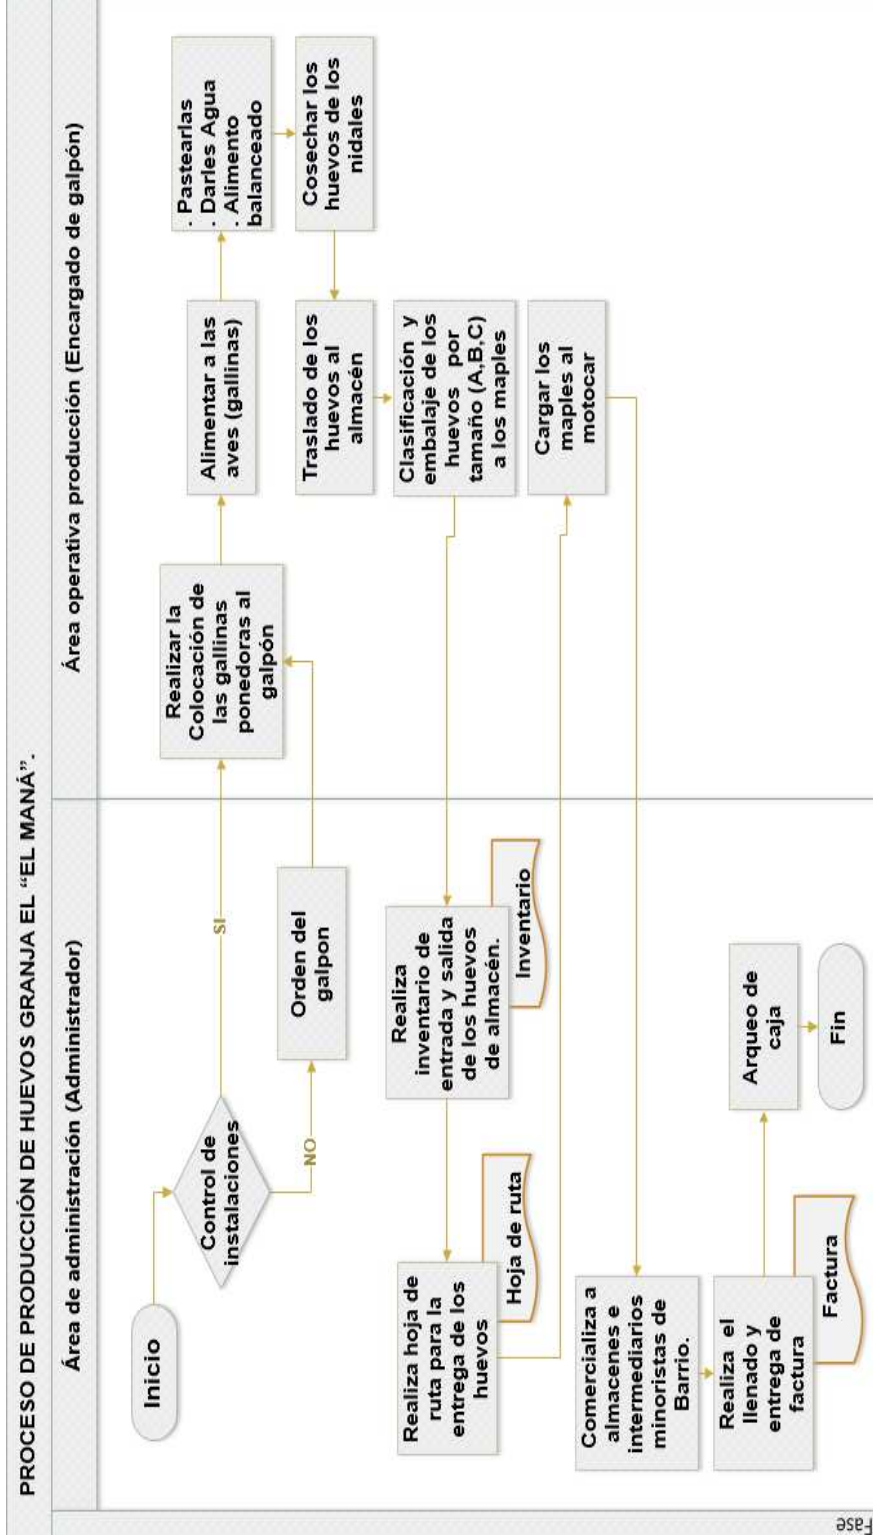 PROCESO DE PRODUCCIÓN DE HUEVOS GRANJA EL “EL MANÁ”.
Área de administración (Administrador)
Área operativa producción (Encargado de galpón)
Inicio
Control de
instalaciones
SI
NO
Orden del
galpon
Realizar la
Colocación de
las gallinas
ponedoras al
galpón
Alimentar a las
aves (gallinas)
. Pastearlas
. Darles Agua
. Alimento
balanceado
Cosechar los
huevos de los
nidales
Traslado de los
huevos al
almacén
Clasificación y
embalaje de los
huevos por
tamaño (A,B,C)
a los maples
Realiza
inventario de
entrada y salida
de los huevos
de almacén.
Inventario
Realiza hoja de
ruta para la
entrega de los
huevos
Hoja de ruta
Cargar los
maples al
motocar
Comercializa a
almacenes e
intermediarios
minoristas de
Barrio.
Realiza el
llenado y
entrega de
factura
Factura
Arqueo de
caja
Fin
Fase